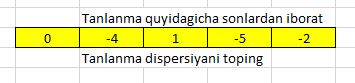 Tanlanma quyidagicha sonlardan iborat
0 -4 1 -5 -2
Tanlanma dispersiyani toping